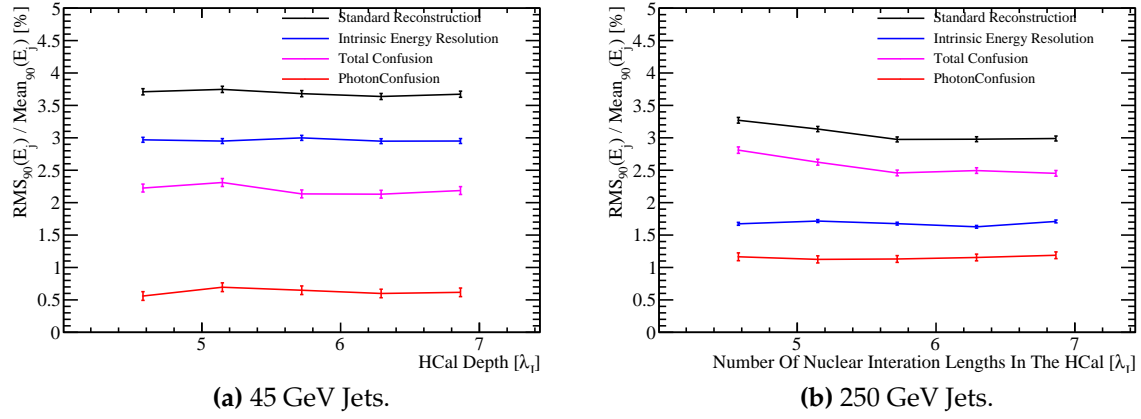 RMS90(Ej) / Mean90(Ej) [%]
5
4.5
4
3.5
3
2.5
2
1.5
1
0.5
0
Standard Reconstruction
Intrinsic Energy Resolution
Total Confusion
PhotonConfusion
5 6 7
HCal Depth [λI]
(a) 45 GeV Jets.
RMS90(Ej) / Mean90(Ej) [%]
5
4.5
4
3.5
3
2.5
2
1.5
1
0.5
0
Standard Reconstruction
Intrinsic Energy Resolution
Total Confusion
PhotonConfusion
5 6 7
Number Of Nuclear Interation Lengths In The HCal [λI]
(b) 250 GeV Jets.